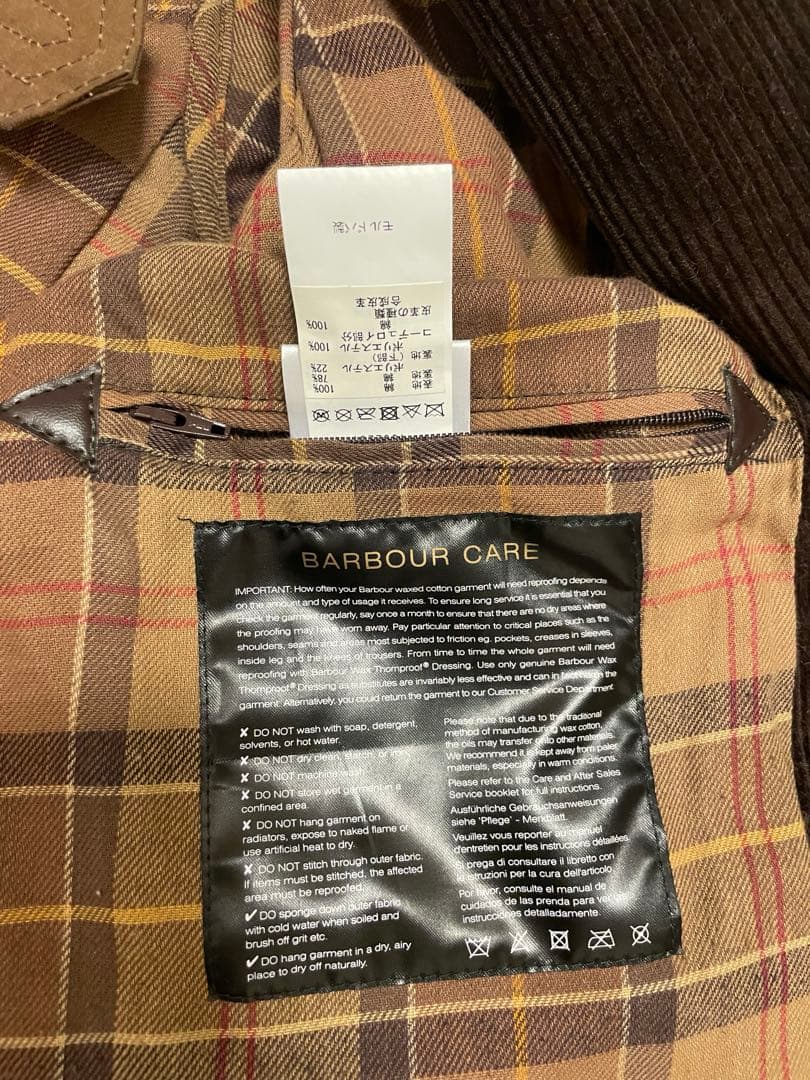 表地 綿 100%
裏地 綿 78%
ポリエステル 22%
裏地(下部)
ポリエステル 100%
コーデュロイ部分
綿 100%
皮革の種類
合成皮革
モルドバ製
BARBOUR CARE
IMPORTANT: How often your Barbour waxed cotton garment will need reproofing depends
on the amount and type of usage it receives. To ensure long service it is essential that you
check the garment regularly, say once a month to ensure that there are no dry areas where
the proofing may have worn away. Pay particular attention to critical places such as the
shoulders, seams and areas most subjected to friction eg. pockets, creases in sleeves,
inside leg and the knees of trousers. From time to time the whole garment will need
reproofing with Barbour Wax Thornproof® Dressing. Use only genuine Barbour Wax
Thornproof® Dressing as substitutes are invariably less effective and can in fact harm the
garment. Alternatively, you could return the garment to our Customer Service Department.
✘ DO NOT wash with soap, detergent,
solvents, or hot water.
✘ DO NOT dry clean, bleach, or iron.
✘ DO NOT machine wash.
✘ DO NOT store wet garment in a
confined area.
✘ DO NOT hang garment on
radiators, expose to naked flame or
use artificial heat to dry.
✘ DO NOT stitch through outer fabric.
If items must be stitched, the affected
area must be reproofed.
✔ DO sponge down outer fabric
with cold water when soiled and
brush off grit etc.
✔ DO hang garment in a dry, airy
place to dry off naturally.
Please note that due to the traditional
method of manufacturing wax cotton,
the oils may transfer onto other materials.
We recommend it is kept away from paler
materials, especially in warm conditions.
Please refer to the Care and After Sales
Service booklet for full instructions.
Ausführliche Gebrauchsanweisungen
siehe 'Pflege' - Merkblatt.
Veuillez vous reporter au manuel
d'entretien pour les instructions détaillées.
Si prega di consultare il libretto con
le istruzioni per la cura dell'articolo.
Por favor, consulte el manual de
cuidados de las prenda para ver las
instrucciones detalladamente.